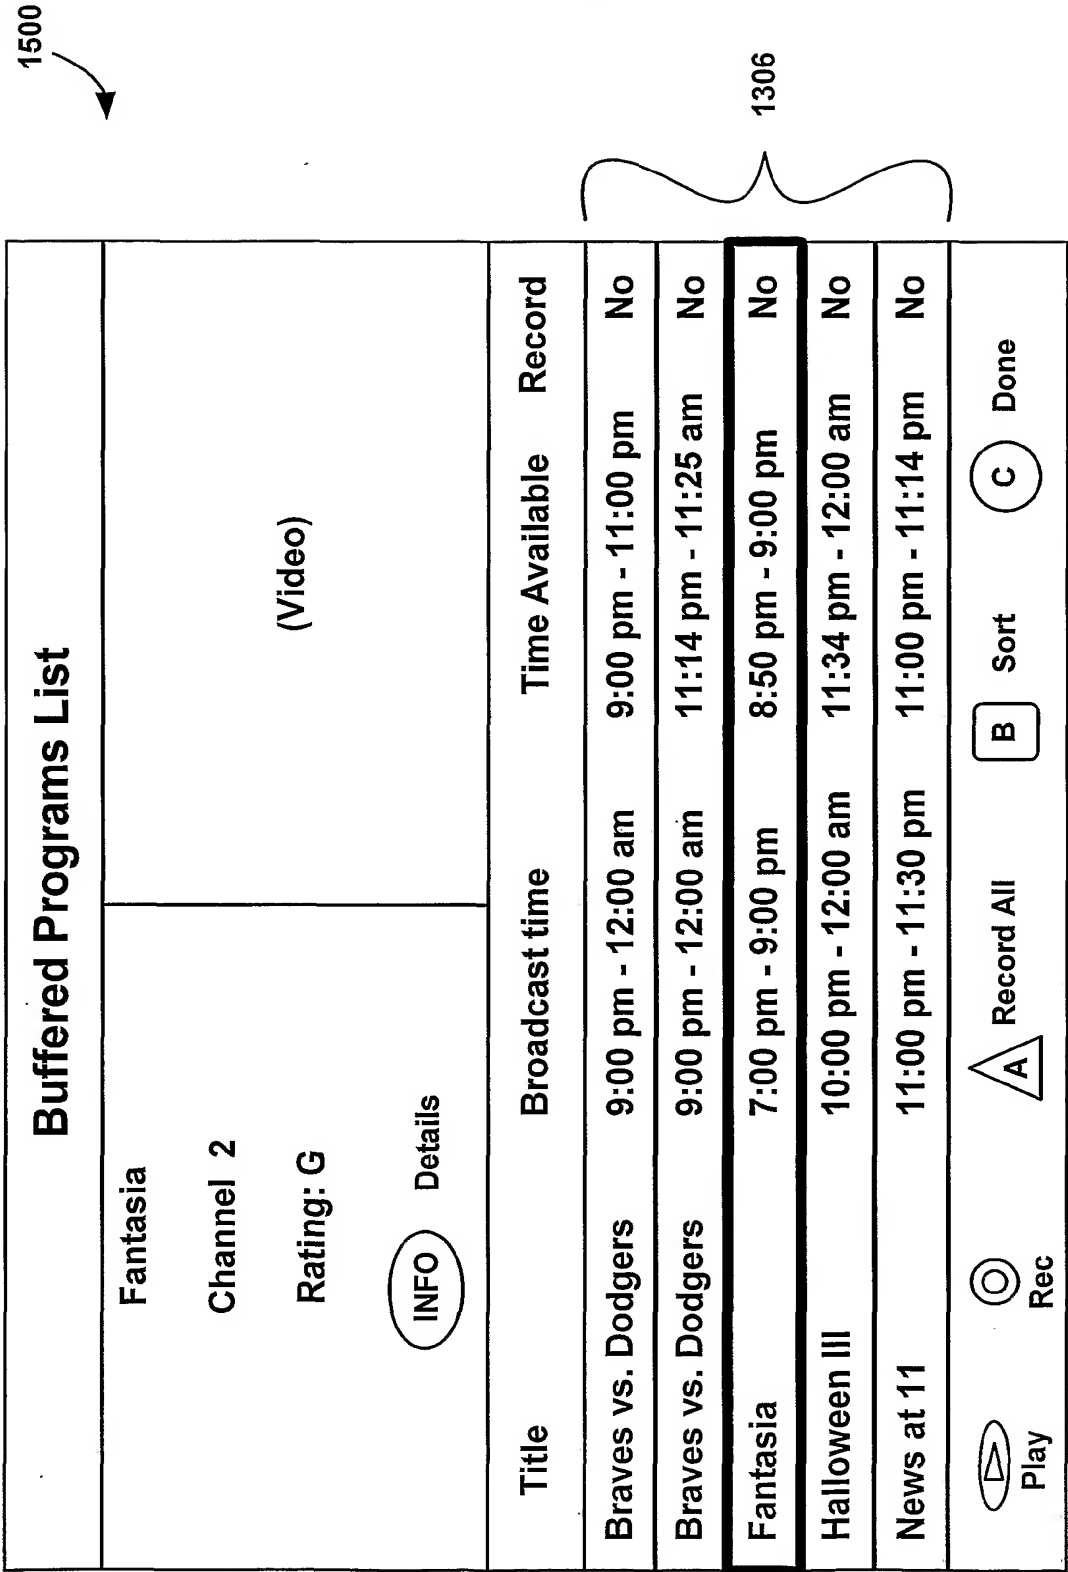 1500
Buffered Programs List
Fantasia
Channel 2
Rating: G
INFO Details
(Video)
Title Broadcast time Time Available Record
Braves vs. Dodgers 9:00 pm - 12:00 am 9:00 pm - 11:00 pm No
Braves vs. Dodgers 9:00 pm - 12:00 am 11:14 pm - 11:25 am No
Fantasia 7:00 pm - 9:00 pm 8:50 pm - 9:00 pm No
Halloween III 10:00 pm - 12:00 am 11:34 pm - 12:00 am No
News at 11 11:00 pm - 11:30 pm 11:00 pm - 11:14 pm No
1306
Play Rec A Record All B Sort C Done